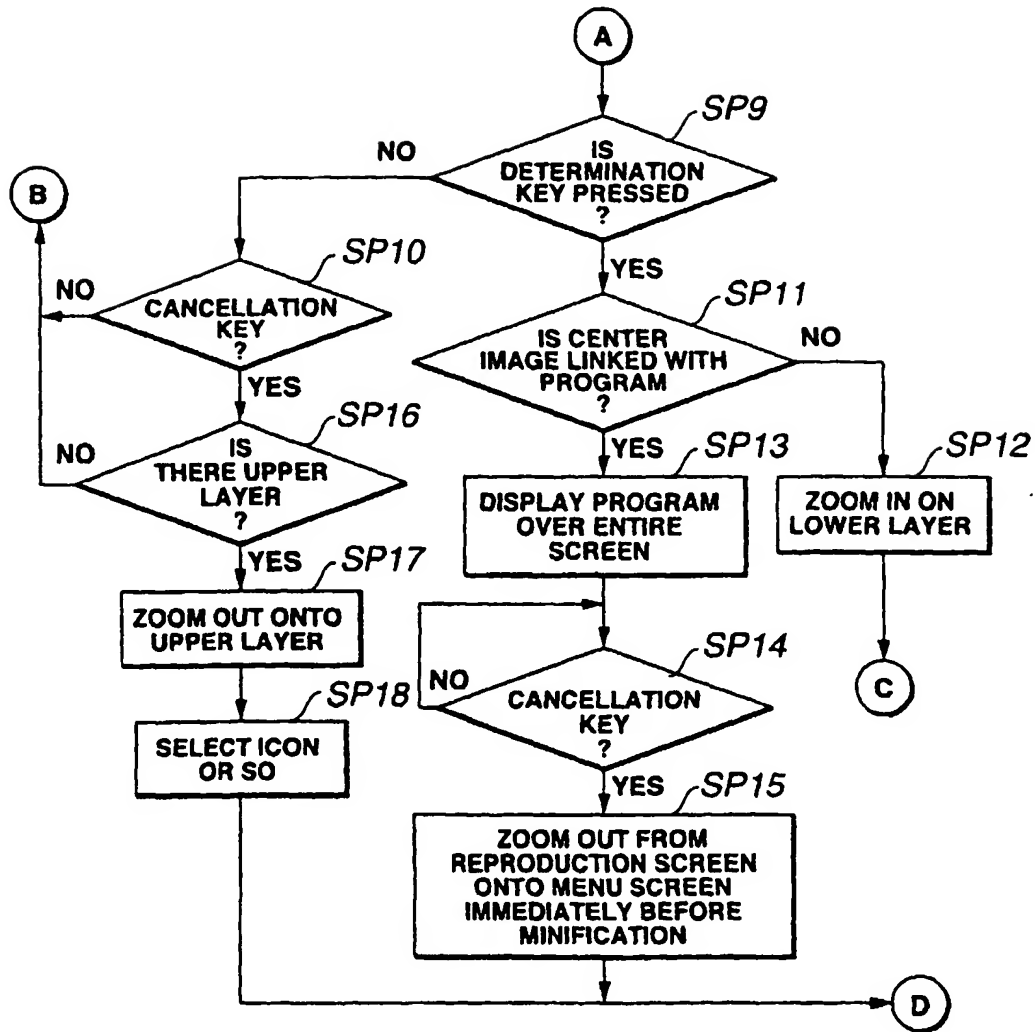 A
SP9
IS
DETERMINATION
KEY PRESSED
?
NO
YES
B
SP10
CANCELLATION
KEY
?
NO
YES
SP11
IS CENTER
IMAGE LINKED WITH
PROGRAM
?
NO
YES
SP16
IS
THERE UPPER
LAYER
?
NO
YES
SP13
DISPLAY PROGRAM
OVER ENTIRE
SCREEN
SP12
ZOOM IN ON
LOWER LAYER
C
SP17
ZOOM OUT ONTO
UPPER LAYER
SP14
CANCELLATION
KEY
?
NO
YES
SP18
SELECT ICON
OR SO
SP15
ZOOM OUT FROM
REPRODUCTION SCREEN
ONTO MENU SCREEN
IMMEDIATELY BEFORE
MINIFICATION
D